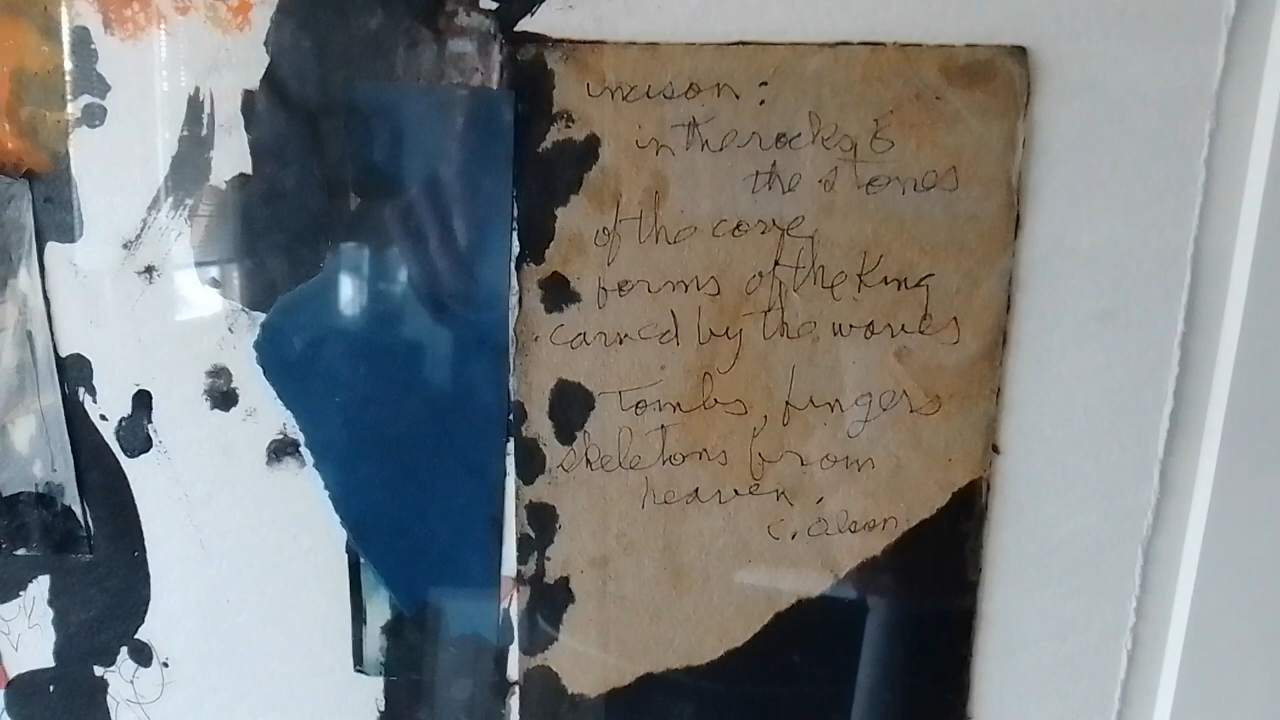 incison:
in the rocks &
the stones
of the cove,
forms of the King
carved by the waves
Tombs, fingers
skeletons from
heaven.
C. Olson